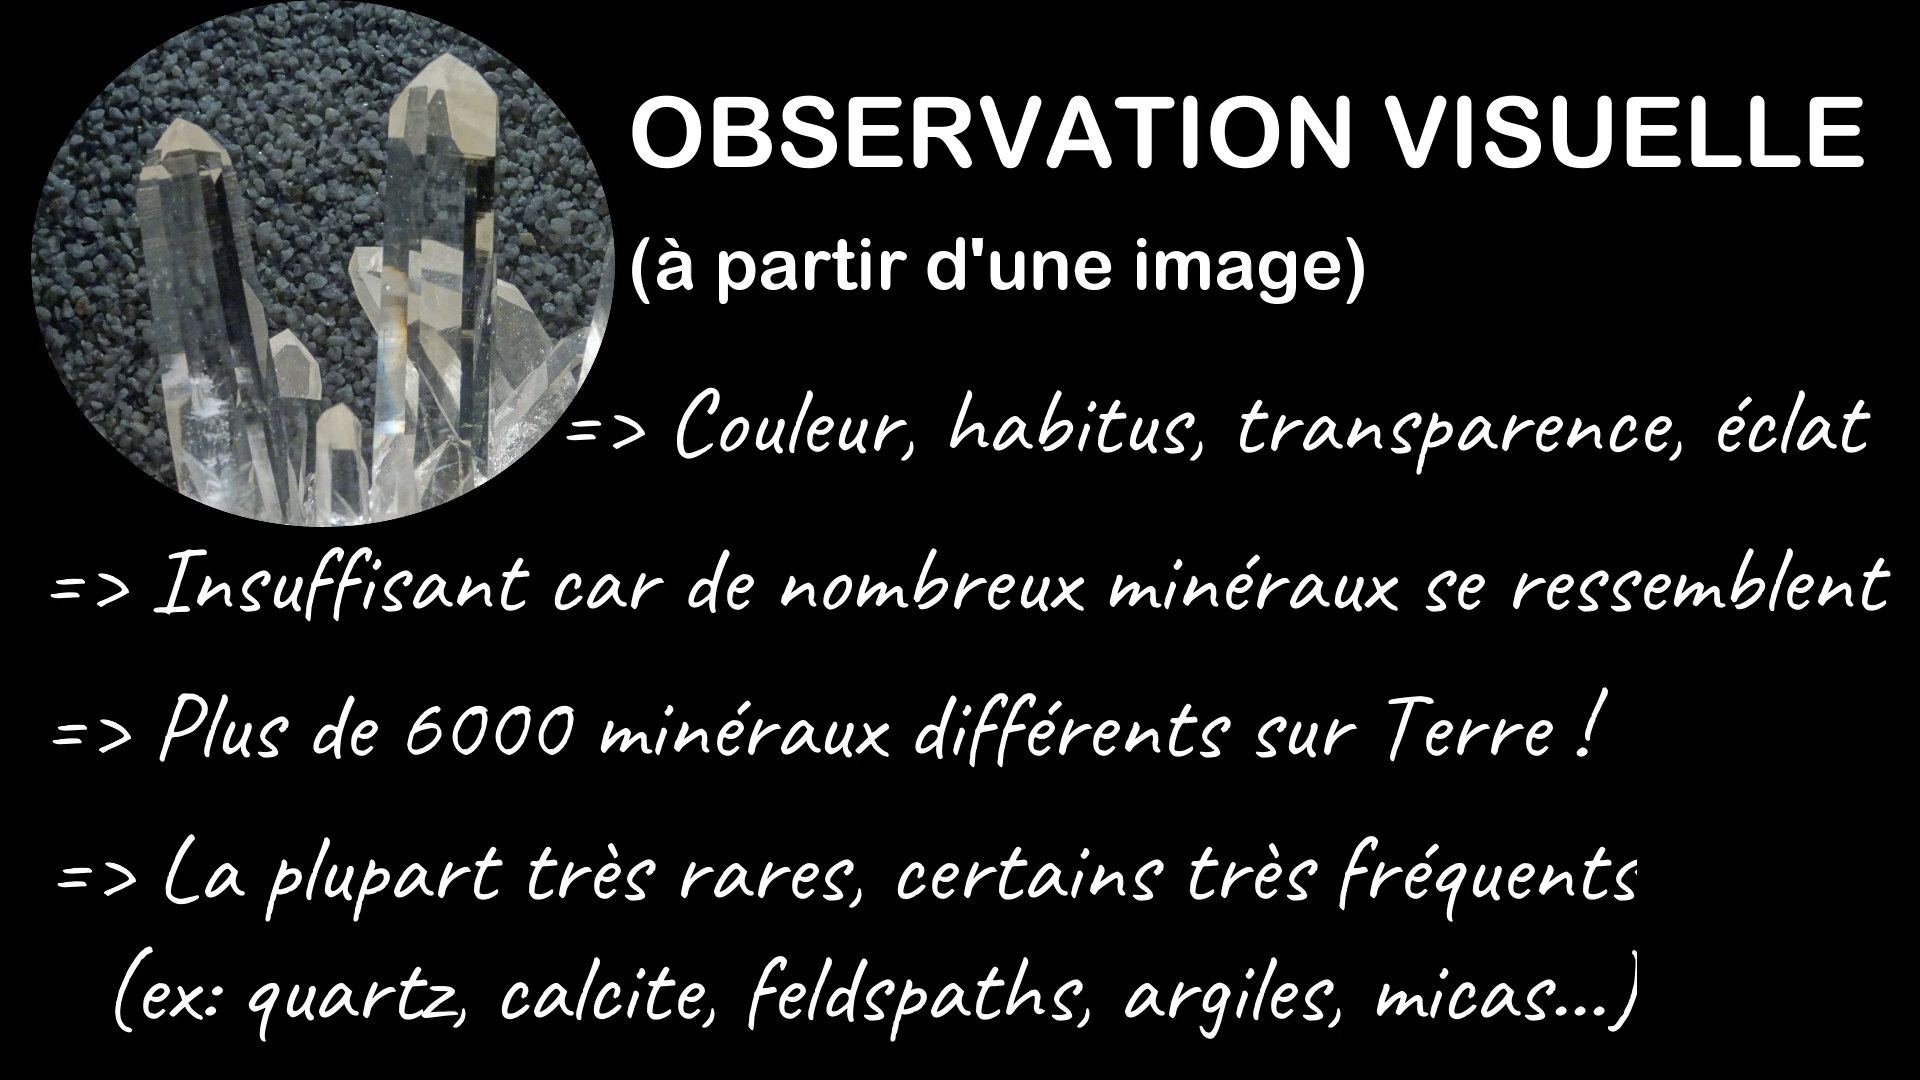 OBSERVATION VISUELLE
(à partir d'une image)
=> Couleur, habitus, transparence, éclat
=> Insuffisant car de nombreux minéraux se ressemblent
=> Plus de 6000 minéraux différents sur Terre !
=> La plupart très rares, certains très fréquents
(ex: quartz, calcite, feldspaths, argiles, micas...)